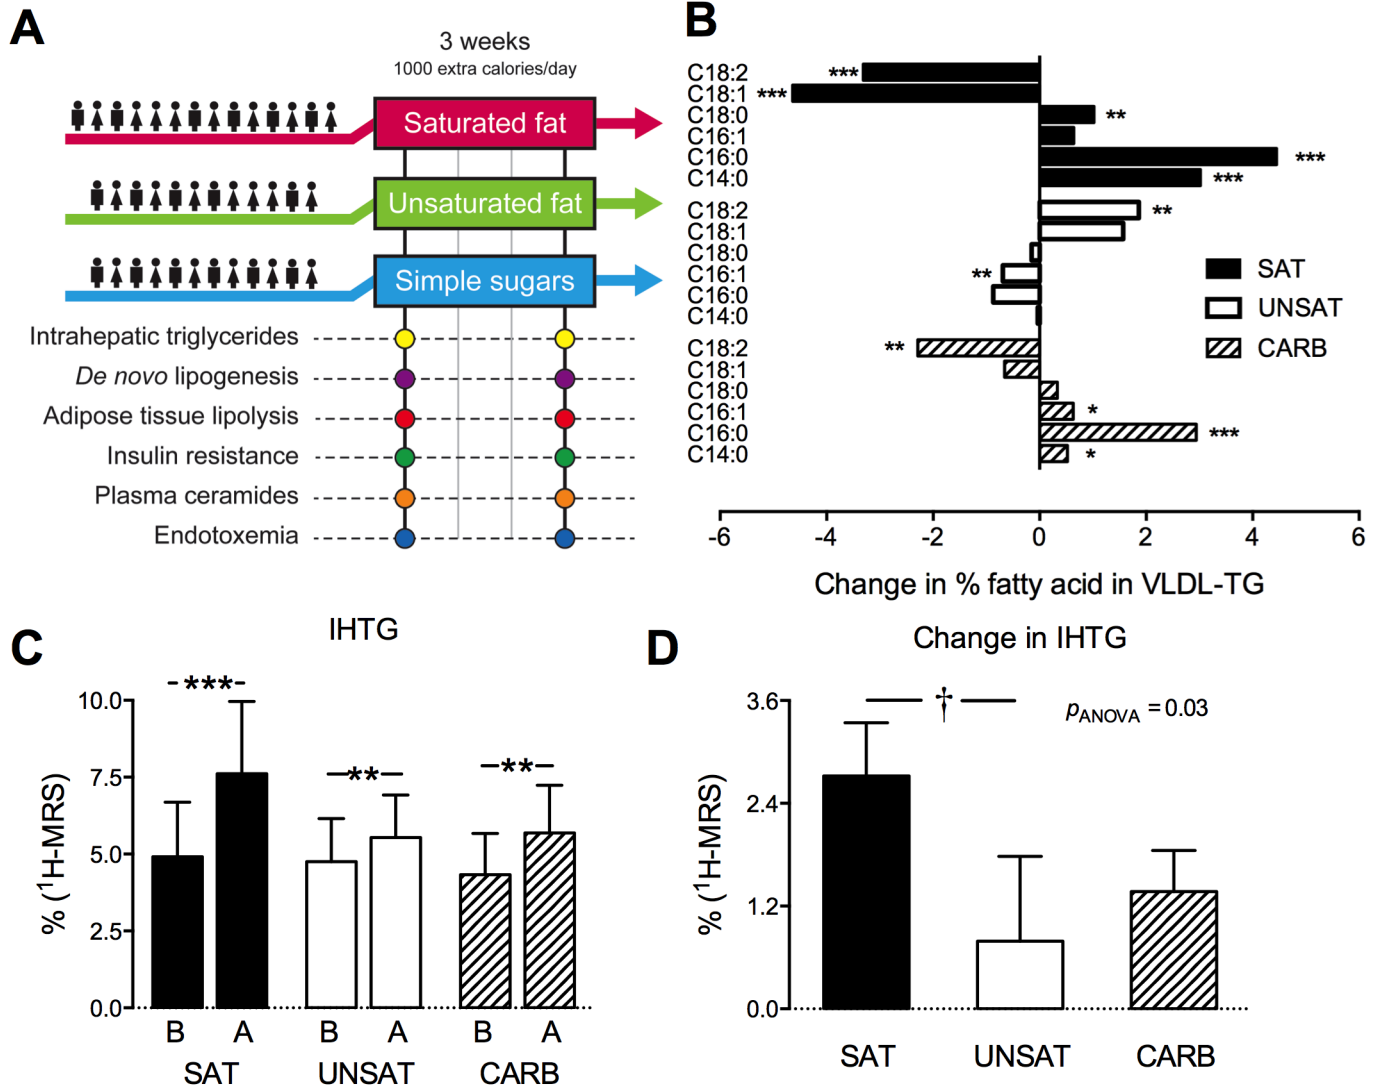 A
3 weeks
1000 extra calories/day
Saturated fat
Unsaturated fat
Simple sugars
Intrahepatic triglycerides
De novo lipogenesis
Adipose tissue lipolysis
Insulin resistance
Plasma ceramides
Endotoxemia
B
C18:2 ***
C18:1 ***
C18:0 **
C16:1
C16:0 ***
C14:0 ***
C18:2 **
C18:1
C18:0
C16:1 **
C16:0
C14:0
C18:2 **
C18:1
C18:0
C16:1 *
C16:0 ***
C14:0 *
SAT
UNSAT
CARB
-6 -4 -2 0 2 4 6
Change in % fatty acid in VLDL-TG
C
IHTG
% (¹H-MRS)
10.0
7.5
5.0
2.5
0.0
*** ** **
B A B A B A
SAT UNSAT CARB
D
Change in IHTG
% (¹H-MRS)
3.6
2.4
1.2
0.0
†
pANOVA = 0.03
SAT UNSAT CARB